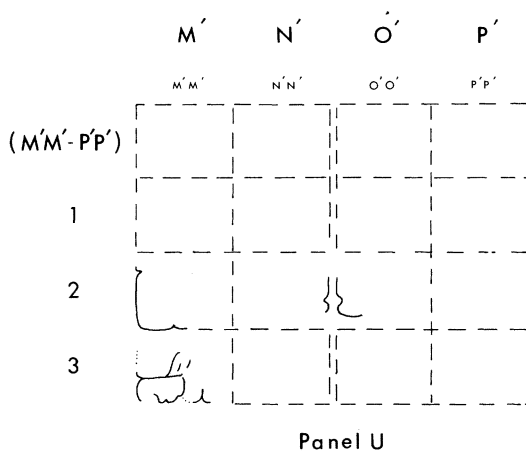 M′ N′ O′ P′
M′M′ N′N′ O′O′ P′P′
(M′M′-P′P′)
1
2
3
Panel U